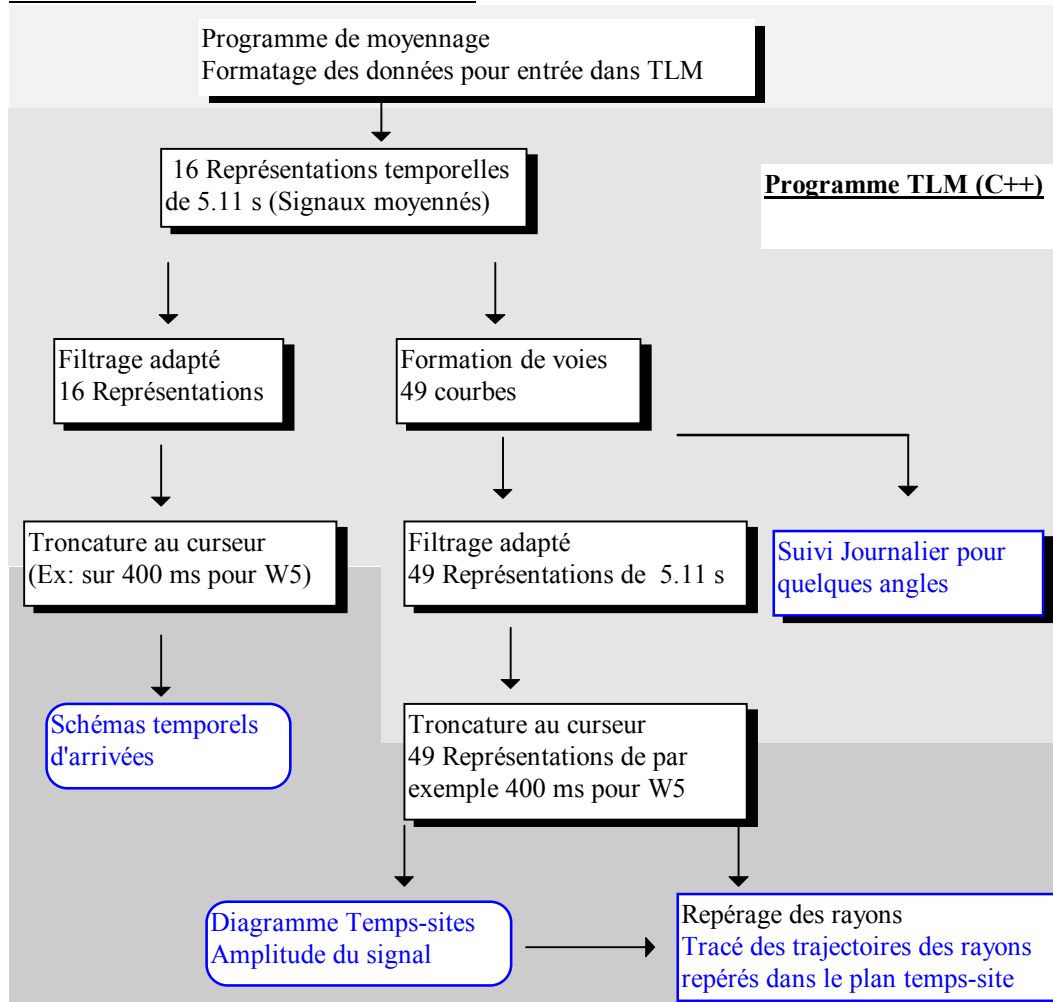 Programme de moyennage
Formatage des données pour entrée dans TLM
16 Représentations temporelles
de 5.11 s (Signaux moyennés)
Programme TLM (C++)
Filtrage adapté
16 Représentations
Formation de voies
49 courbes
Troncature au curseur
(Ex: sur 400 ms pour W5)
Filtrage adapté
49 Représentations de 5.11 s
Suivi Journalier pour
quelques angles
Schémas temporels
d'arrivées
Troncature au curseur
49 Représentations de par
exemple 400 ms pour W5
Diagramme Temps-sites
Amplitude du signal
Repérage des rayons
Tracé des trajectoires des rayons
repérés dans le plan temps-site